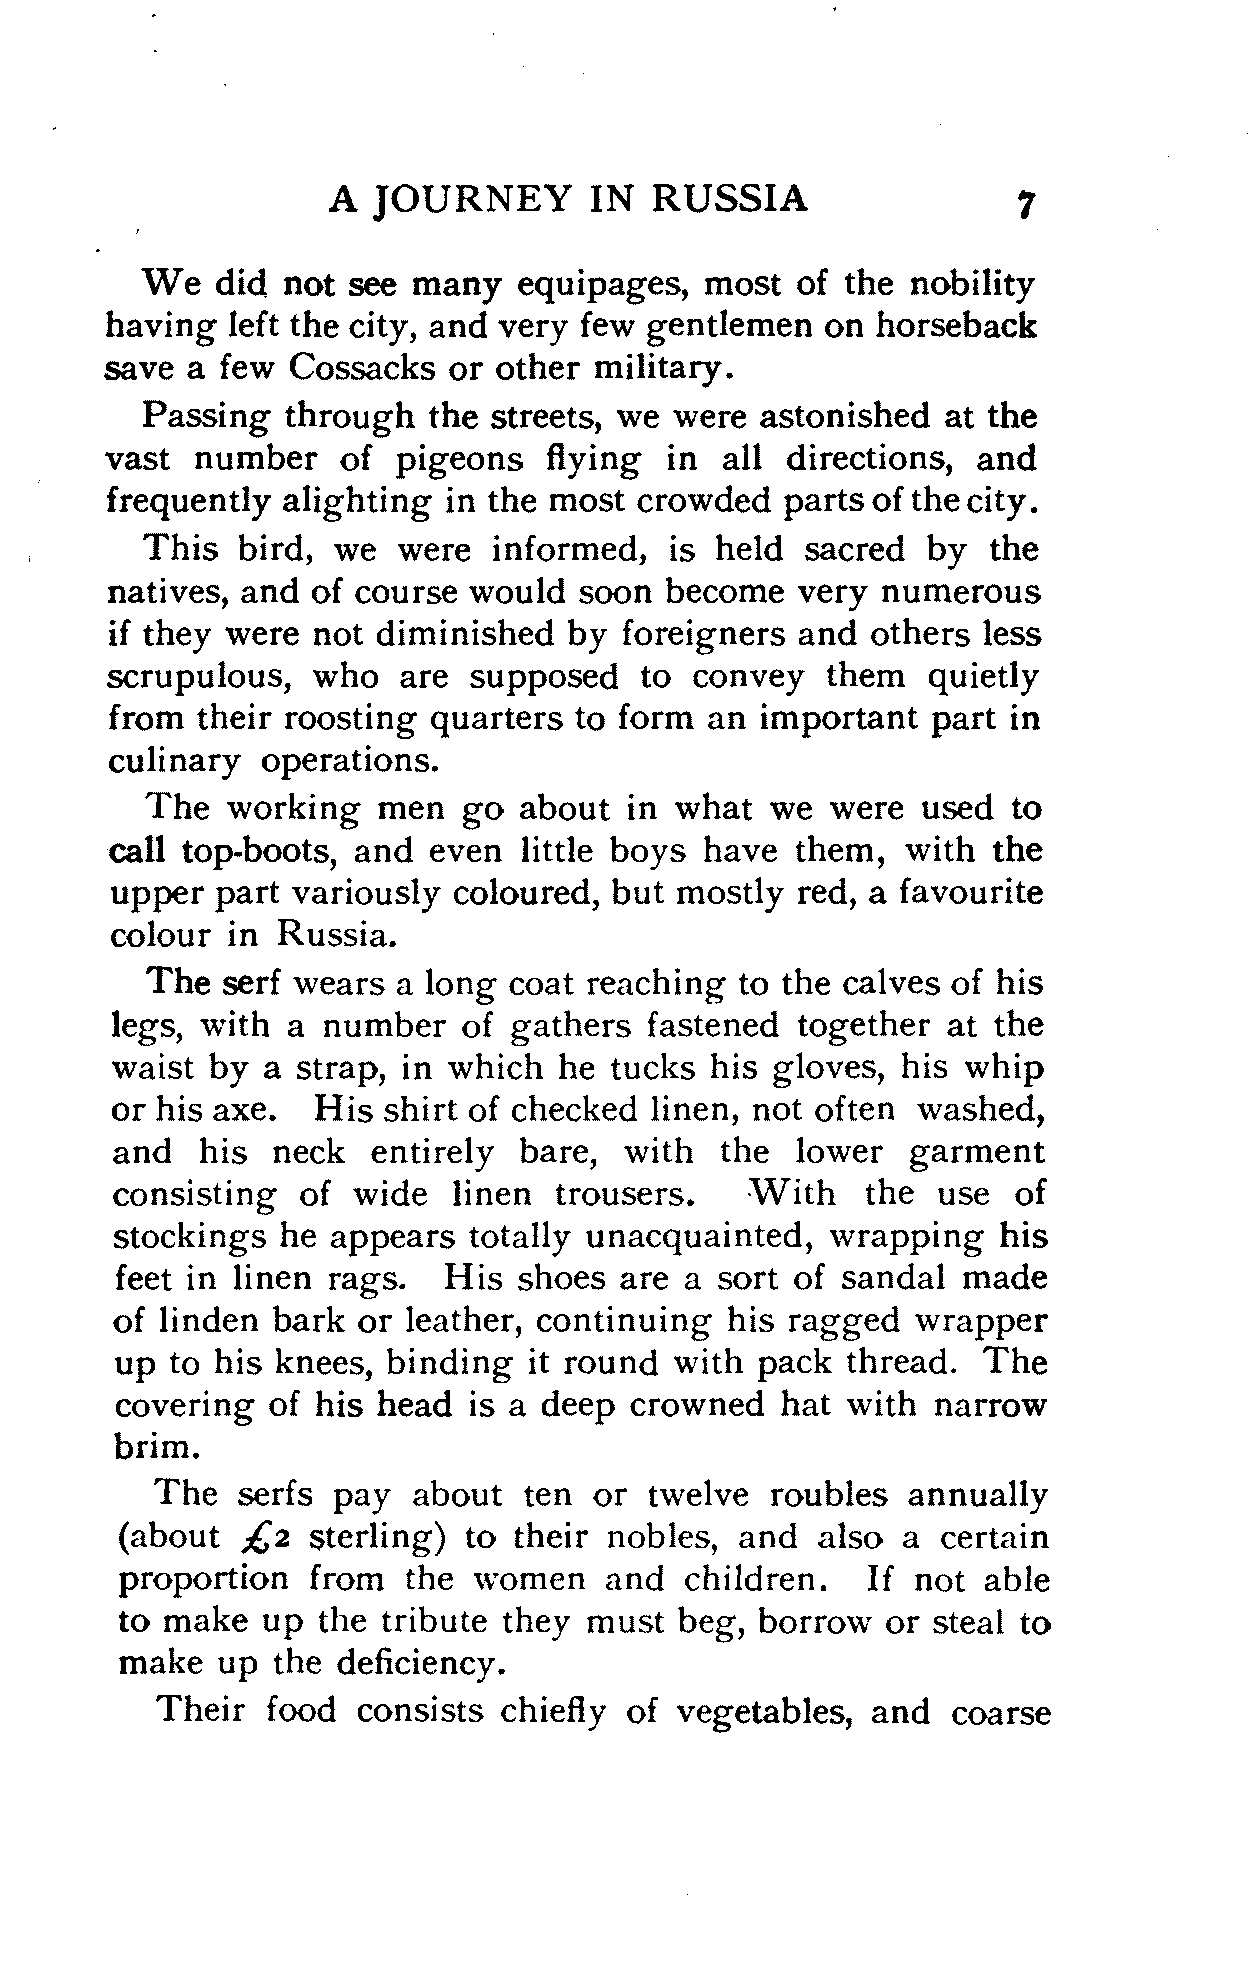 A JOURNEY IN RUSSIA 7
We did not see many equipages, most of the nobility
having left the city, and very few gentlemen on horseback
save a few Cossacks or other military.
Passing through the streets, we were astonished at the
vast number of pigeons flying in all directions, and
frequently alighting in the most crowded parts of the city.
This bird, we were informed, is held sacred by the
natives, and of course would soon become very numerous
if they were not diminished by foreigners and others less
scrupulous, who are supposed to convey them quietly
from their roosting quarters to form an important part in
culinary operations.
The working men go about in what we were used to
call top-boots, and even little boys have them, with the
upper part variously coloured, but mostly red, a favourite
colour in Russia.
The serf wears a long coat reaching to the calves of his
legs, with a number of gathers fastened together at the
waist by a strap, in which he tucks his gloves, his whip
or his axe. His shirt of checked linen, not often washed,
and his neck entirely bare, with the lower garment
consisting of wide linen trousers. With the use of
stockings he appears totally unacquainted, wrapping his
feet in linen rags. His shoes are a sort of sandal made
of linden bark or leather, continuing his ragged wrapper
up to his knees, binding it round with pack thread. The
covering of his head is a deep crowned hat with narrow
brim.
The serfs pay about ten or twelve roubles annually
(about £2 sterling) to their nobles, and also a certain
proportion from the women and children. If not able
to make up the tribute they must beg, borrow or steal to
make up the deficiency.
Their food consists chiefly of vegetables, and coarse